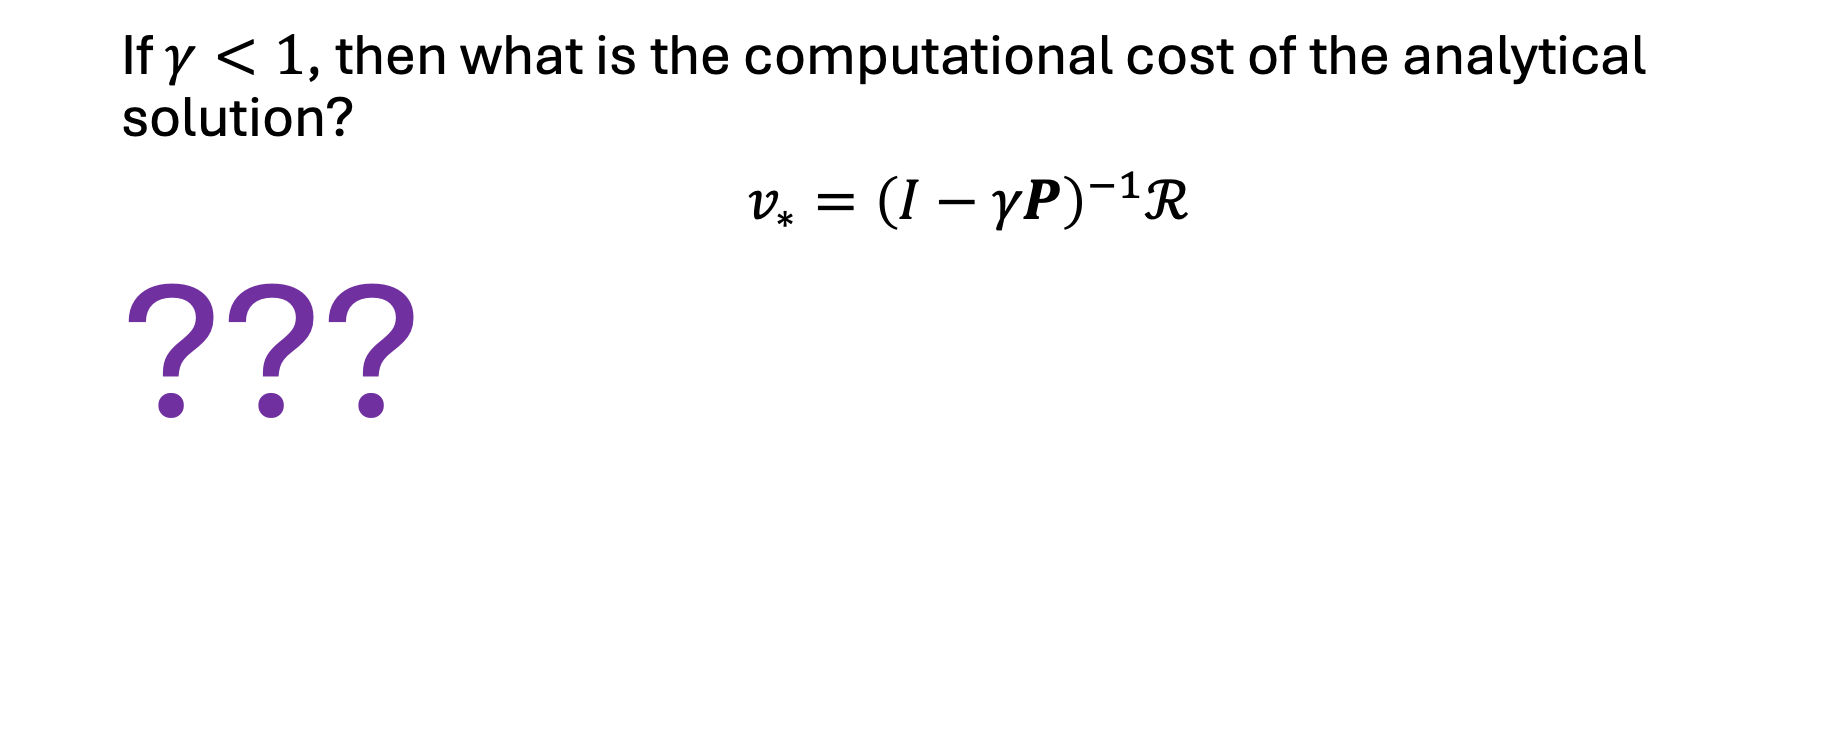 If γ < 1, then what is the computational cost of the analytical
solution?
v∗ = (I − γP)⁻¹ℛ
???